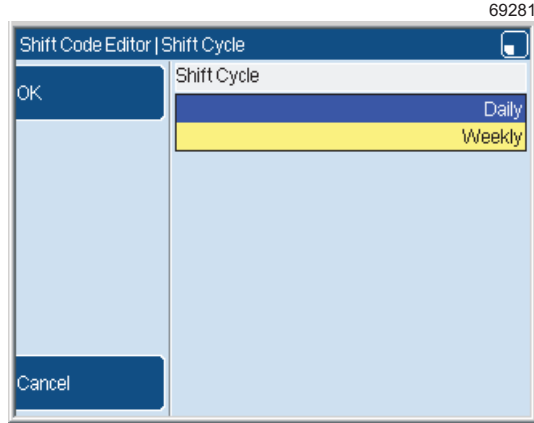 69281
Shift Code Editor | Shift Cycle
OK
Shift Cycle
Daily
Weekly
Cancel